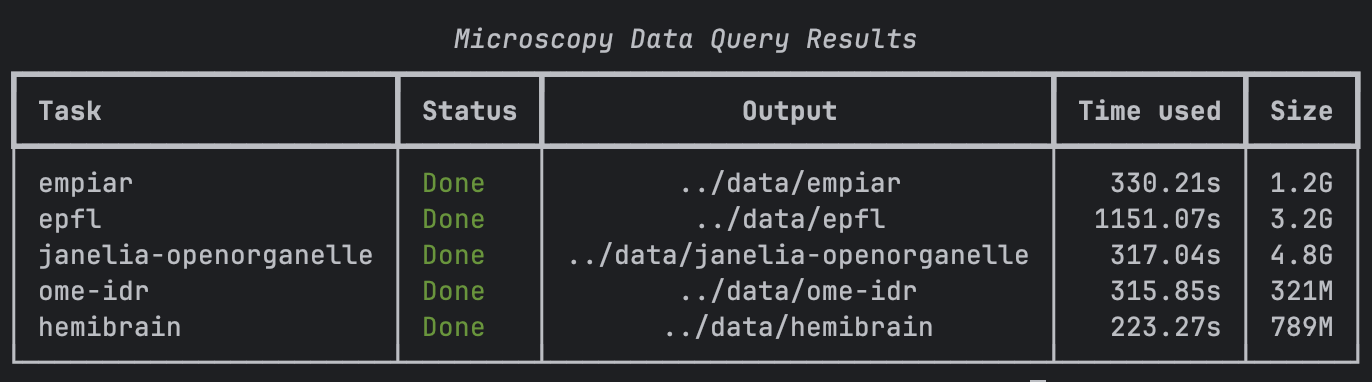 Microscopy Data Query Results
Task Status Output Time used Size
empiar Done ../data/empiar 330.21s 1.2G
epfl Done ../data/epfl 1151.07s 3.2G
janelia-openorganelle Done ../data/janelia-openorganelle 317.04s 4.8G
ome-idr Done ../data/ome-idr 315.85s 321M
hemibrain Done ../data/hemibrain 223.27s 789M